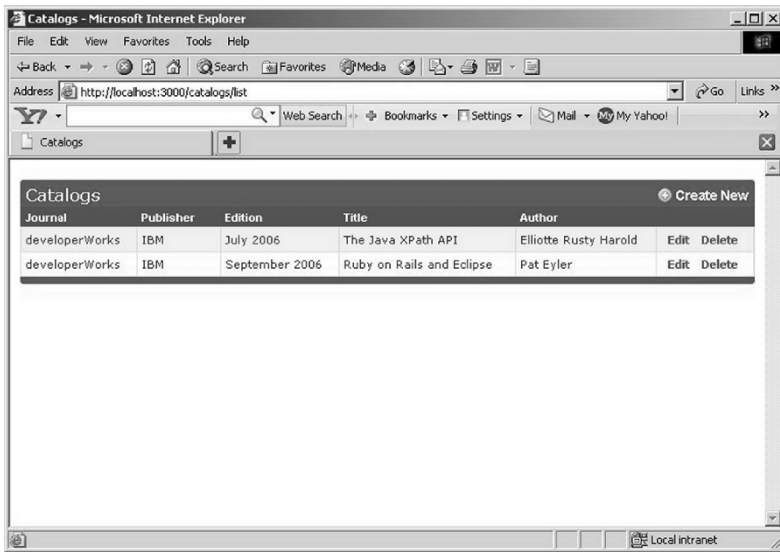 Catalogs - Microsoft Internet Explorer
File Edit View Favorites Tools Help
Back Search Favorites Media
Address http://localhost:3000/catalogs/list Go Links »
Y! Web Search Bookmarks Settings Mail My My Yahoo! »
Catalogs
Catalogs Create New
Journal Publisher Edition Title Author
developerWorks IBM July 2006 The Java XPath API Elliotte Rusty Harold Edit Delete
developerWorks IBM September 2006 Ruby on Rails and Eclipse Pat Eyler Edit Delete
Local intranet